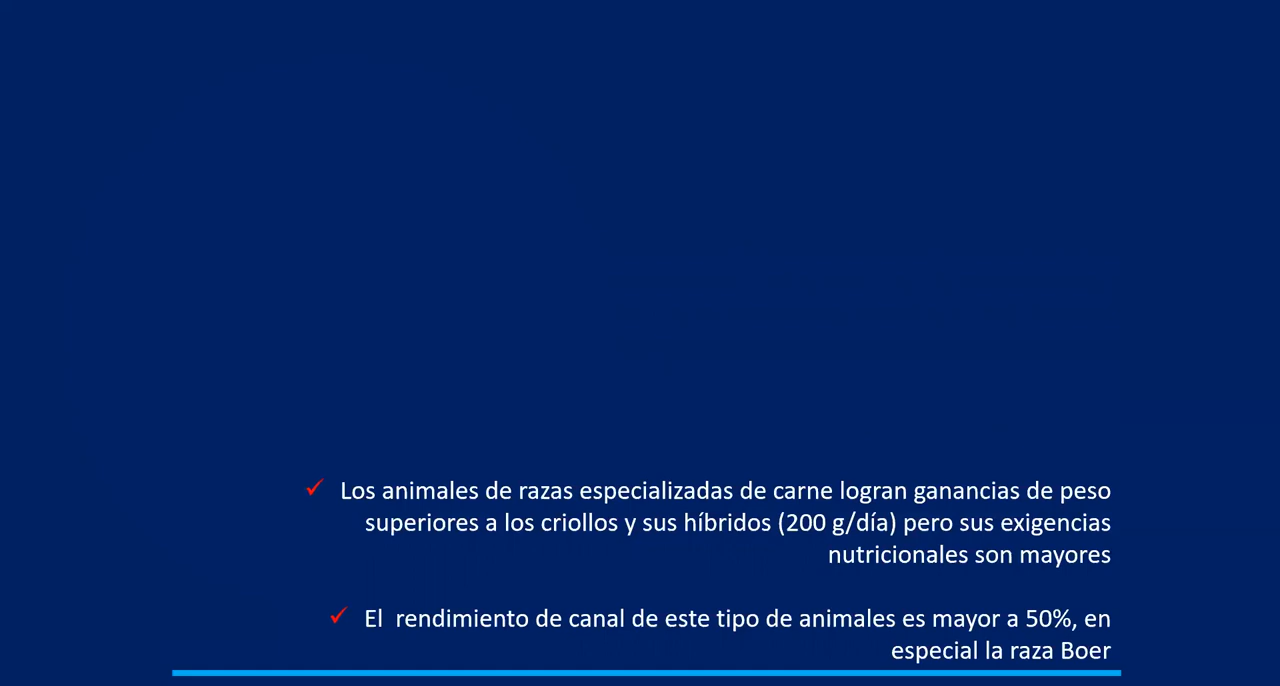 ✓ Los animales de razas especializadas de carne logran ganancias de peso
superiores a los criollos y sus híbridos (200 g/día) pero sus exigencias
nutricionales son mayores
✓ El  rendimiento de canal de este tipo de animales es mayor a 50%, en
especial la raza Boer